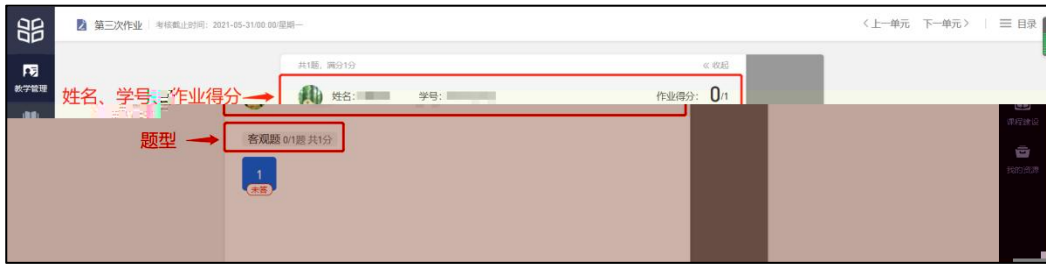 第三次作业 考核截止时间：2021-05-31/00:00/星期一
<上一单元 下一单元> 目录
共1题，满分1分
<<收起
教学管理
姓名、学号、作业得分
姓名：
学号：
作业得分： 0/1
课程建设
题型
客观题 0/1题 共1分
1
未答
我的资源